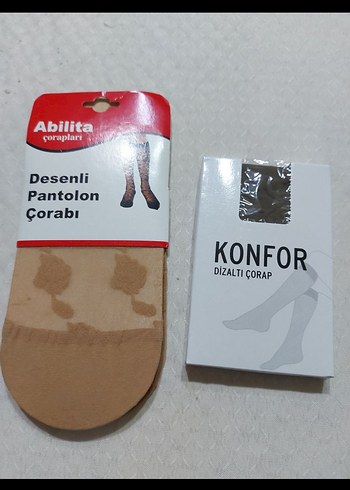 Abilita
çorapları
Desenli
Pantolon
Çorabı
KONFOR
DİZALTI ÇORAP